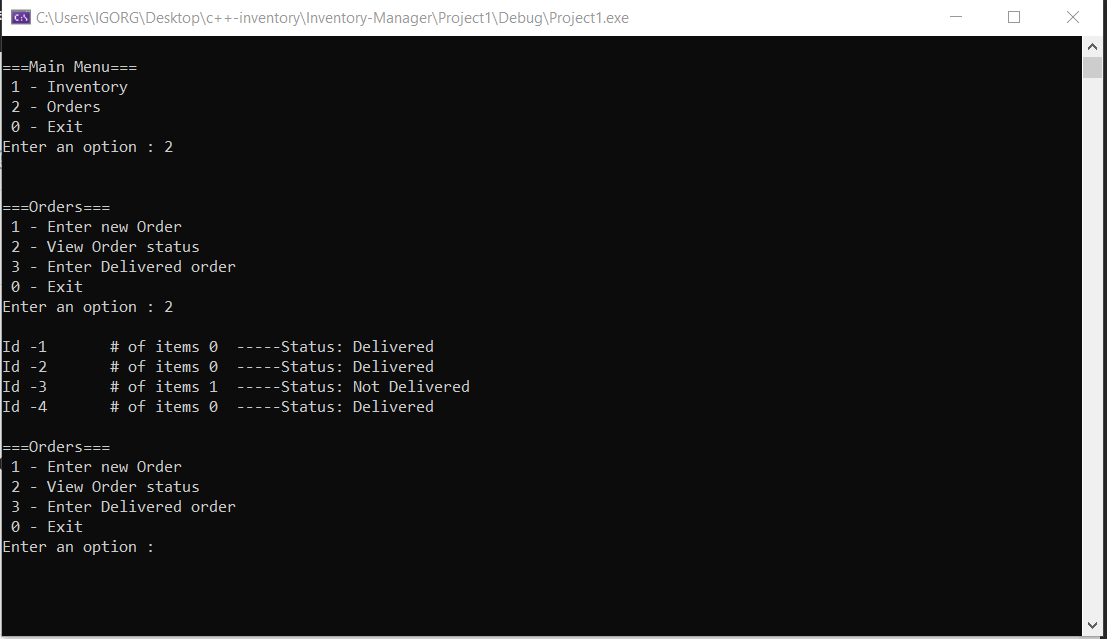 C:\Users\IGORG\Desktop\c++-inventory\Inventory-Manager\Project1\Debug\Project1.exe
===Main Menu===
 1 - Inventory
 2 - Orders
 0 - Exit
Enter an option : 2
===Orders===
 1 - Enter new Order
 2 - View Order status
 3 - Enter Delivered order
 0 - Exit
Enter an option : 2
Id -1       # of items 0  -----Status: Delivered
Id -2       # of items 0  -----Status: Delivered
Id -3       # of items 1  -----Status: Not Delivered
Id -4       # of items 0  -----Status: Delivered
===Orders===
 1 - Enter new Order
 2 - View Order status
 3 - Enter Delivered order
 0 - Exit
Enter an option :